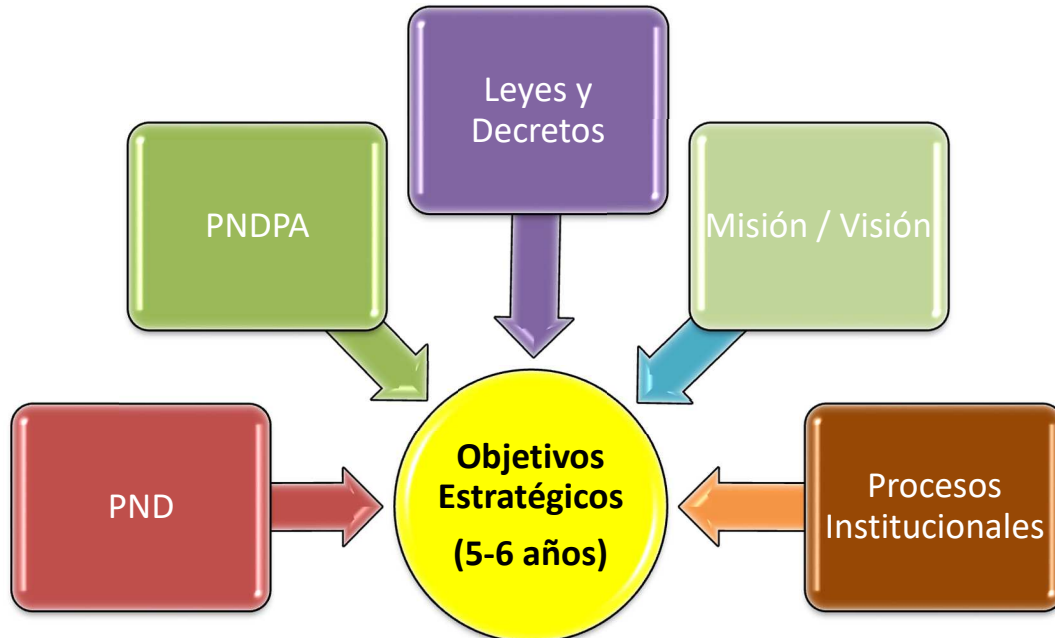 Leyes y
Decretos
PNDPA
Misión / Visión
PND
Objetivos
Estratégicos
(5-6 años)
Procesos
Institucionales